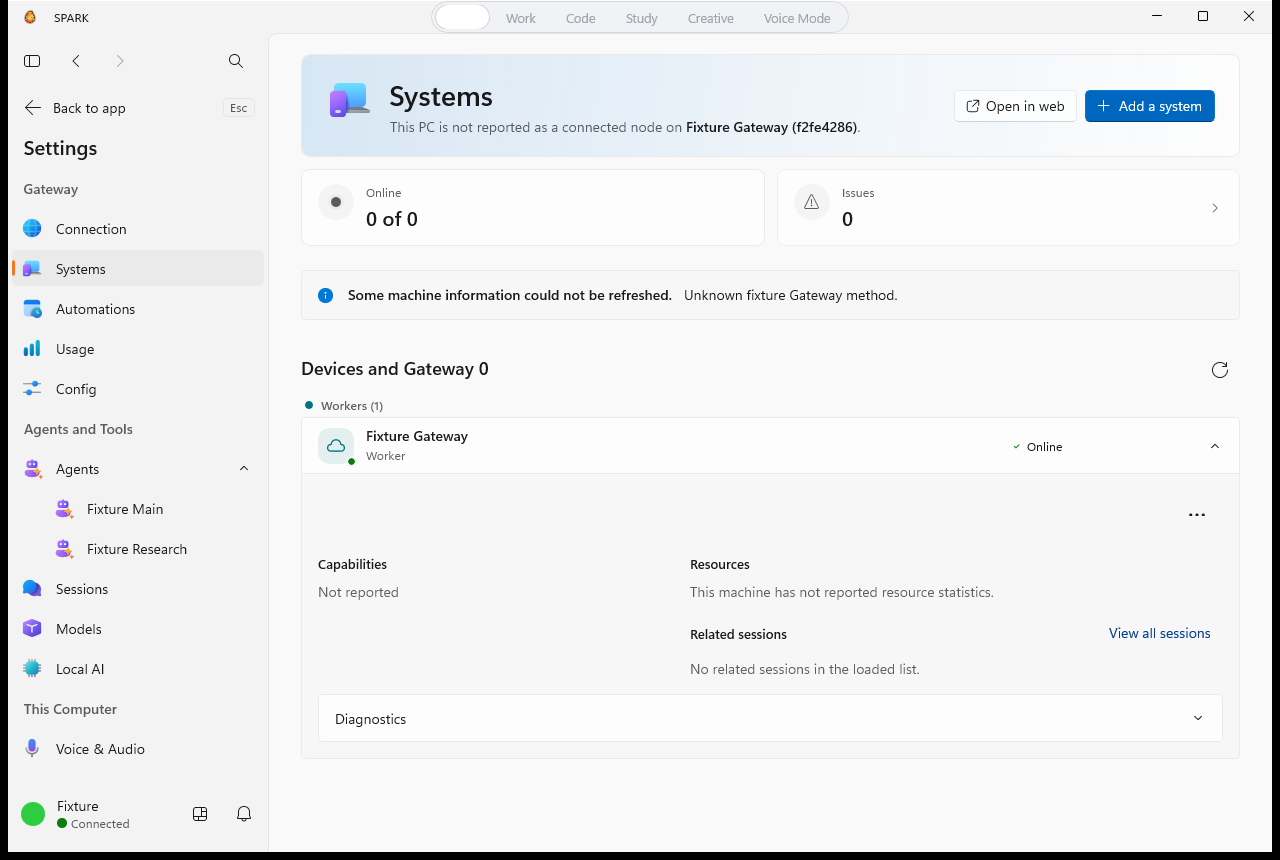 SPARK
Work
Code
Study
Creative
Voice Mode
Back to app
Esc
Settings
Gateway
Connection
Systems
Automations
Usage
Config
Agents and Tools
Agents
Fixture Main
Fixture Research
Sessions
Models
Local AI
This Computer
Voice & Audio
Fixture
Connected
Systems
This PC is not reported as a connected node on Fixture Gateway (f2fe4286).
Open in web
Add a system
Online
0 of 0
Issues
0
Some machine information could not be refreshed. Unknown fixture Gateway method.
Devices and Gateway 0
Workers (1)
Fixture Gateway
Worker
Online
Capabilities
Not reported
Resources
This machine has not reported resource statistics.
Related sessions
View all sessions
No related sessions in the loaded list.
Diagnostics